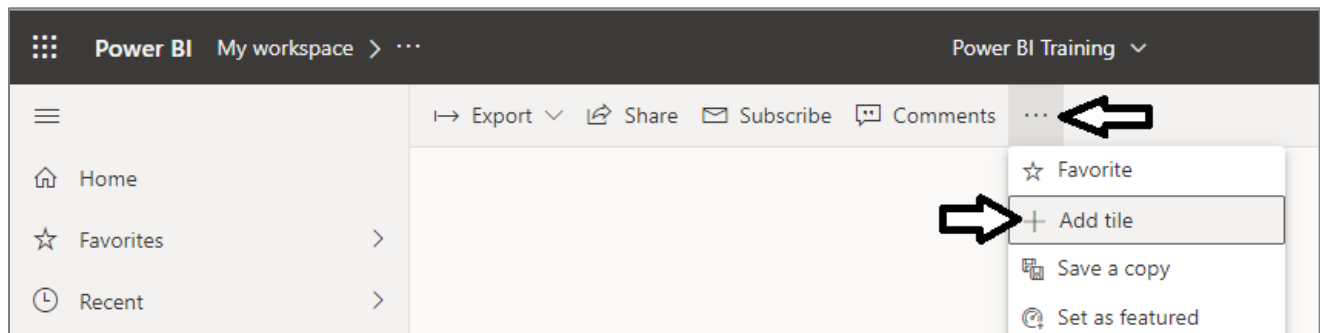 Power BI My workspace > ··· Power BI Training
Export Share Subscribe Comments ···
Home
Favorites
Recent
Favorite
Add tile
Save a copy
Set as featured